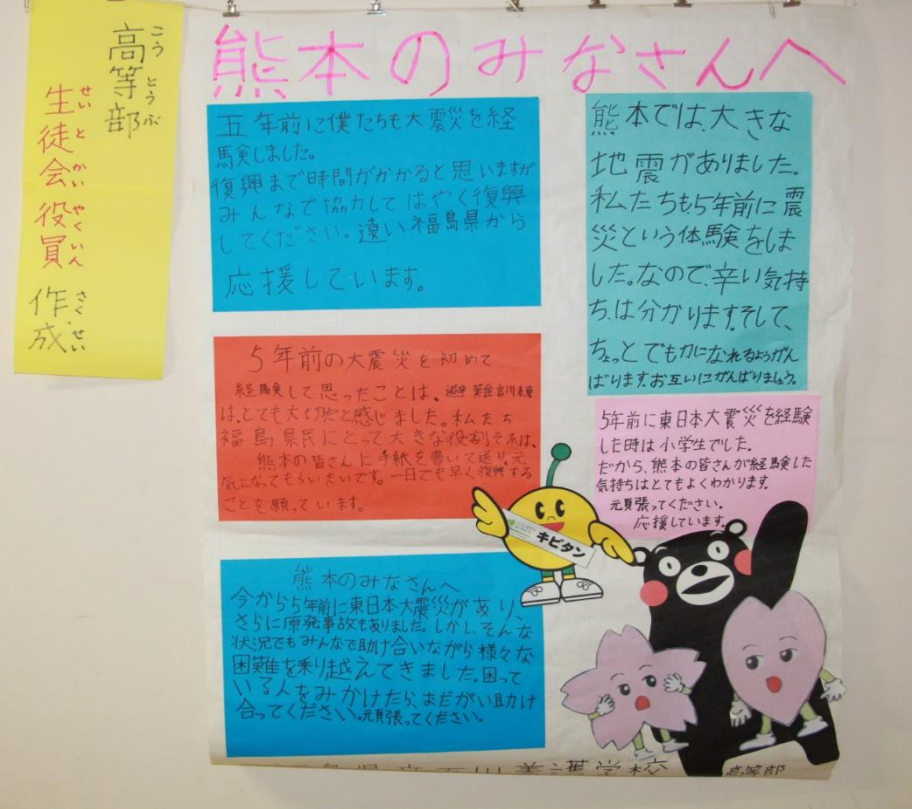 高等部
こうとうぶ
生徒会役員
せいとかいやくいん
作成
さくせい
熊本のみなさんへ
五年前に僕たちも大震災を経
験しました。
復興まで時間がかかると思いますが
みんなで協力してはやく復興
してください。遠い福島県から
応援しています。
熊本では、大きな
地震がありました。
私たちも、5年前に震
災という体験をしま
した。なので、辛い気持
ち、は分かります。そして、
ちょっとでも力になれるようがん
ばります。お互いにがんばりましょう。
5年前の大震災を初めて
経験して思ったことは、
は、とても大切だと感じました。私たち
福島県民にとって大きな役割それは、
熊本の皆さんに手紙を書いて送り、元
気になってもらいたいです。一日でも早く復興する
ことを願っています。
5年前に東日本大震災を経験
した時は小学生でした。
だから、熊本の皆さんが経験した
気持ちはとてもよくわかります。
頑張ってください。
応援しています。
キビタン
熊本のみなさんへ
今から5年前に東日本大震災があり、
さらに原発事故もありました。しかし、そんな
状況でもみんなで助け合いながら様々な
困難を乗り越えてきました。困って
いる人をみかけたら、おたがい助け
合ってください。頑張ってください。
石川養護学校 高等部